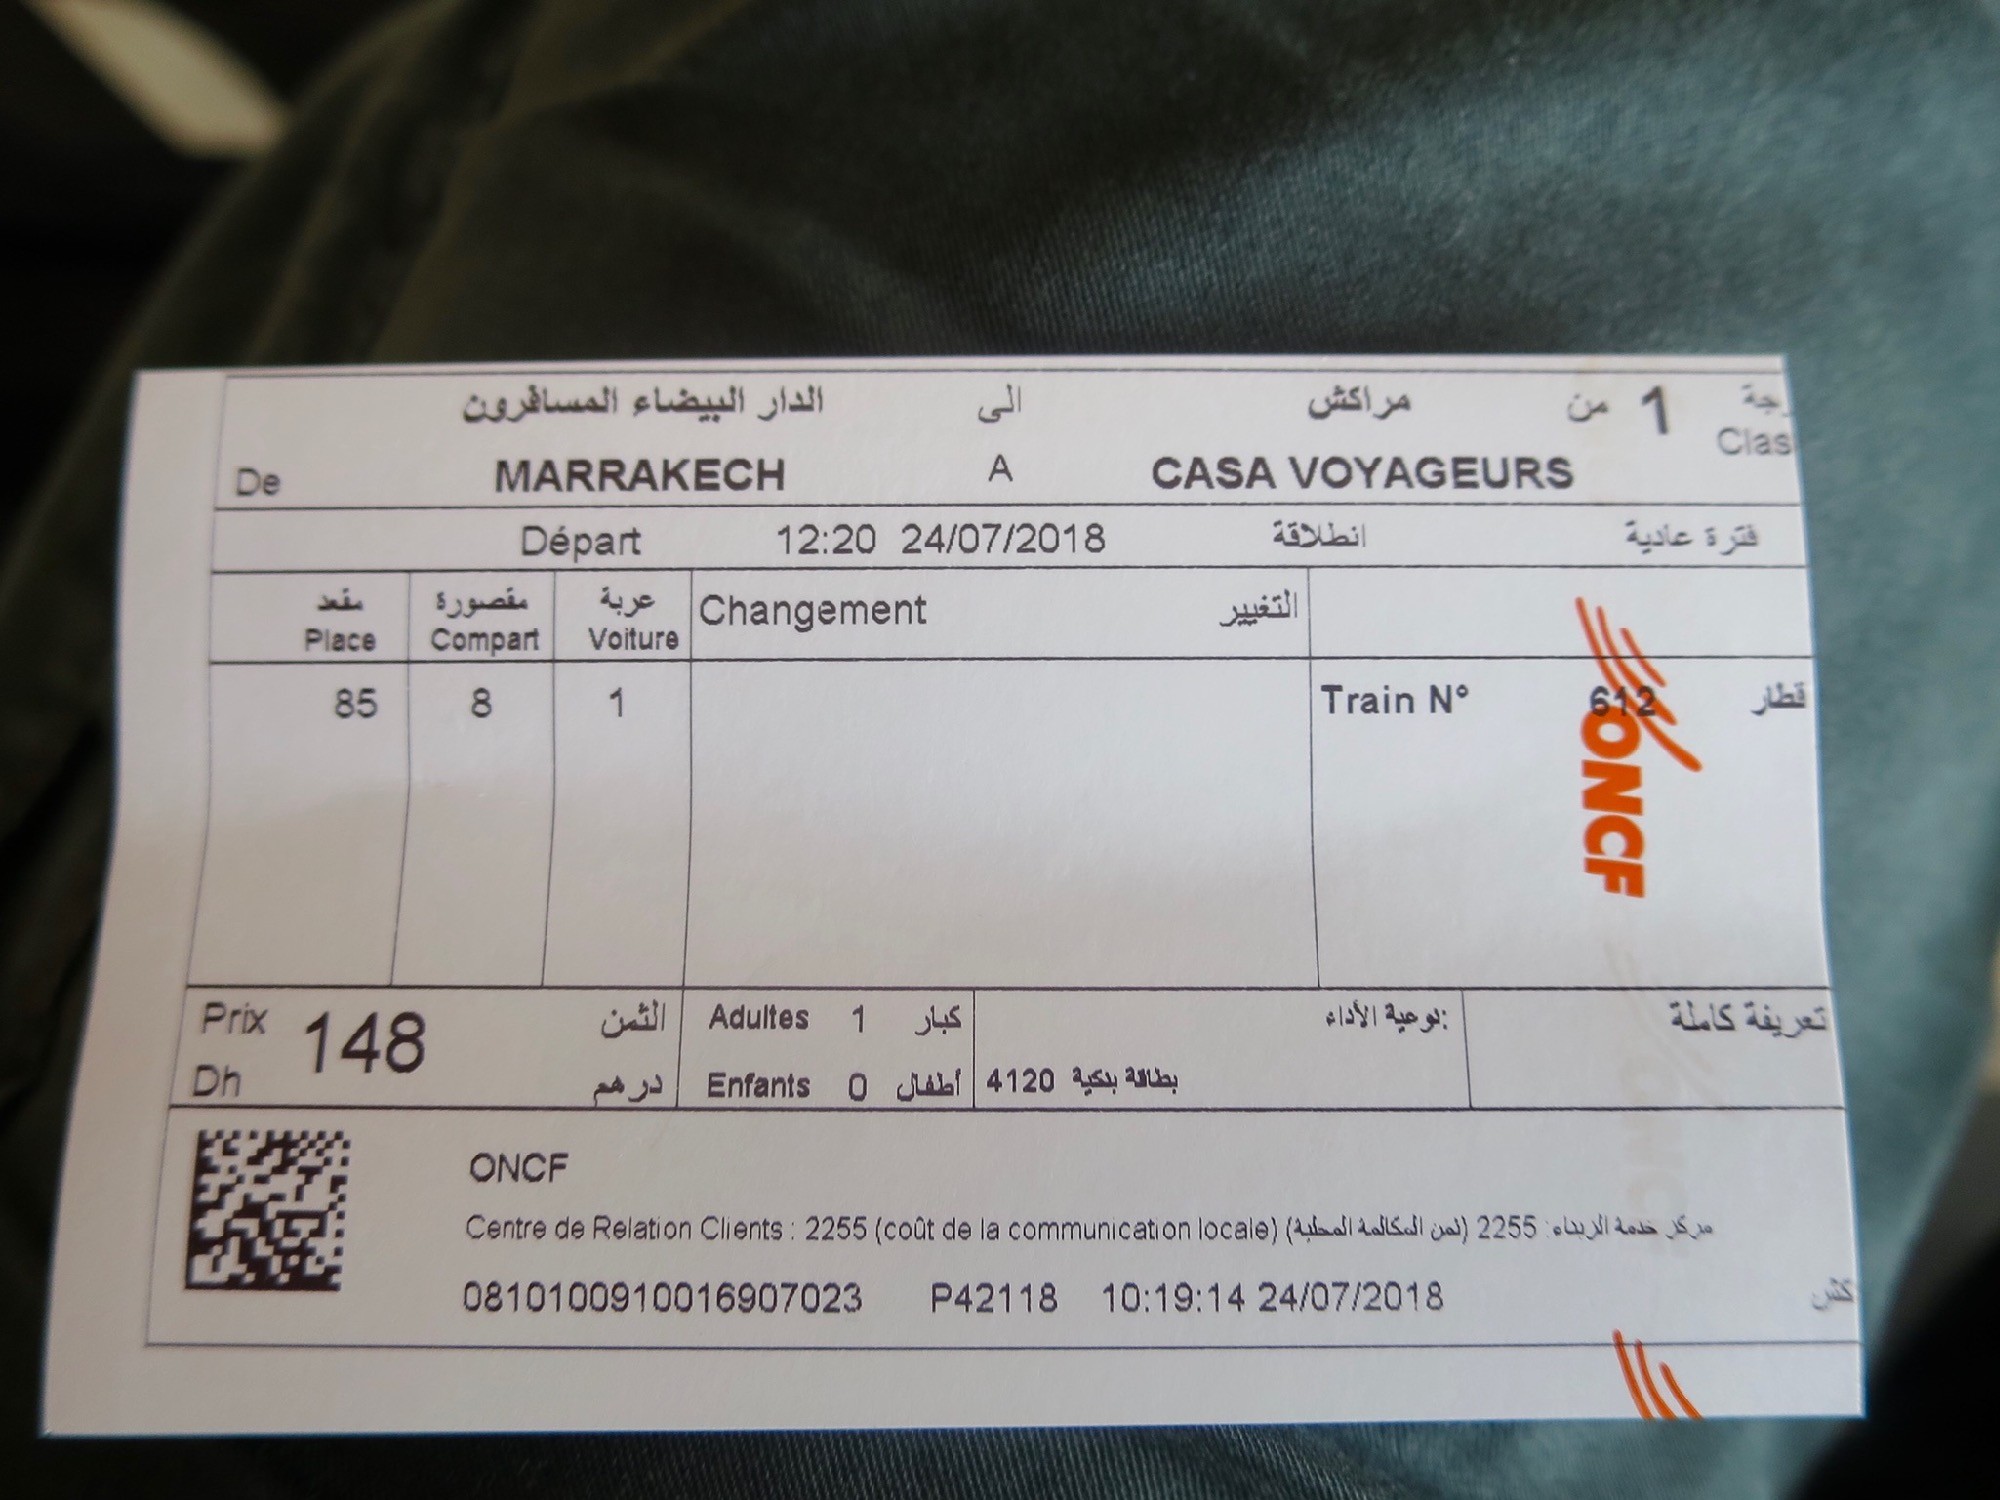 الدار البيضاء المسافرون الى مراكش من 1 رجة
Clas
De MARRAKECH A CASA VOYAGEURS
Départ 12:20 24/07/2018 انطلاقة فترة عادية
مقعد مقصورة عربة
Place Compart Voiture Changement التغيير
85 8 1 Train N° 612 قطار
ONCF
Prix 148 الثمن Adultes 1 كبار نوعية الأداء: تعريفة كاملة
Dh درهم Enfants 0 أطفال 4120 بطاقة بنكية
ONCF
Centre de Relation Clients : 2255 (coût de la communication locale) (ثمن المكالمة المحلية) 2255 :مركز خدمة الزبناء
0810100910016907023 P42118 10:19:14 24/07/2018 كش